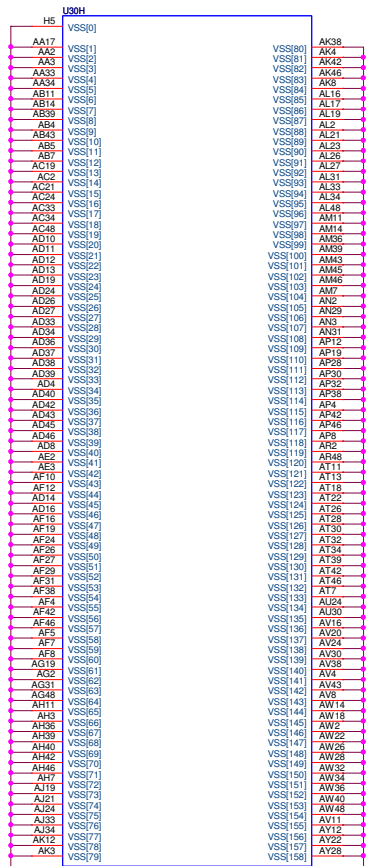 U30H
H5 VSS[0]
AA17 VSS[1] VSS[80] AK38
AA2 VSS[2] VSS[81] AK4
AA3 VSS[3] VSS[82] AK42
AA33 VSS[4] VSS[83] AK46
AA34 VSS[5] VSS[84] AK8
AB11 VSS[6] VSS[85] AL16
AB14 VSS[7] VSS[86] AL17
AB39 VSS[8] VSS[87] AL19
AB4 VSS[9] VSS[88] AL2
AB43 VSS[10] VSS[89] AL21
AB5 VSS[11] VSS[90] AL23
AB7 VSS[12] VSS[91] AL26
AC19 VSS[13] VSS[92] AL27
AC2 VSS[14] VSS[93] AL31
AC21 VSS[15] VSS[94] AL33
AC24 VSS[16] VSS[95] AL34
AC33 VSS[17] VSS[96] AL48
AC34 VSS[18] VSS[97] AM11
AC48 VSS[19] VSS[98] AM14
AD10 VSS[20] VSS[99] AM36
AD11 VSS[21] VSS[100] AM39
AD12 VSS[22] VSS[101] AM43
AD13 VSS[23] VSS[102] AM45
AD19 VSS[24] VSS[103] AM46
AD24 VSS[25] VSS[104] AM7
AD26 VSS[26] VSS[105] AN2
AD27 VSS[27] VSS[106] AN29
AD33 VSS[28] VSS[107] AN3
AD34 VSS[29] VSS[108] AN31
AD36 VSS[30] VSS[109] AP12
AD37 VSS[31] VSS[110] AP19
AD38 VSS[32] VSS[111] AP28
AD39 VSS[33] VSS[112] AP30
AD4 VSS[34] VSS[113] AP32
AD40 VSS[35] VSS[114] AP38
AD42 VSS[36] VSS[115] AP4
AD43 VSS[37] VSS[116] AP42
AD45 VSS[38] VSS[117] AP46
AD46 VSS[39] VSS[118] AP8
AD8 VSS[40] VSS[119] AR2
AE2 VSS[41] VSS[120] AR48
AE3 VSS[42] VSS[121] AT11
AF10 VSS[43] VSS[122] AT13
AF12 VSS[44] VSS[123] AT18
AD14 VSS[45] VSS[124] AT22
AD16 VSS[46] VSS[125] AT26
AF16 VSS[47] VSS[126] AT28
AF19 VSS[48] VSS[127] AT30
AF24 VSS[49] VSS[128] AT32
AF26 VSS[50] VSS[129] AT34
AF27 VSS[51] VSS[130] AT39
AF29 VSS[52] VSS[131] AT42
AF31 VSS[53] VSS[132] AT46
AF38 VSS[54] VSS[133] AT7
AF4 VSS[55] VSS[134] AU24
AF42 VSS[56] VSS[135] AU30
AF46 VSS[57] VSS[136] AV16
AF5 VSS[58] VSS[137] AV20
AF7 VSS[59] VSS[138] AV24
AF8 VSS[60] VSS[139] AV30
AG19 VSS[61] VSS[140] AV38
AG2 VSS[62] VSS[141] AV4
AG31 VSS[63] VSS[142] AV43
AG48 VSS[64] VSS[143] AV8
AH11 VSS[65] VSS[144] AW14
AH3 VSS[66] VSS[145] AW18
AH36 VSS[67] VSS[146] AW2
AH39 VSS[68] VSS[147] AW22
AH40 VSS[69] VSS[148] AW26
AH42 VSS[70] VSS[149] AW28
AH46 VSS[71] VSS[150] AW32
AH7 VSS[72] VSS[151] AW34
AJ19 VSS[73] VSS[152] AW36
AJ21 VSS[74] VSS[153] AW40
AJ24 VSS[75] VSS[154] AW48
AJ33 VSS[76] VSS[155] AV11
AJ34 VSS[77] VSS[156] AY12
AK12 VSS[78] VSS[157] AY22
AK3 VSS[79] VSS[158] AY28